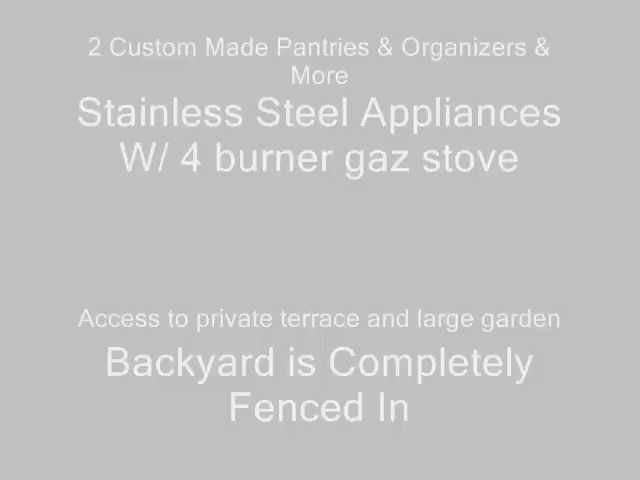 2 Custom Made Pantries & Organizers &
More
Stainless Steel Appliances
W/ 4 burner gaz stove
Access to private terrace and large garden
Backyard is Completely
Fenced In